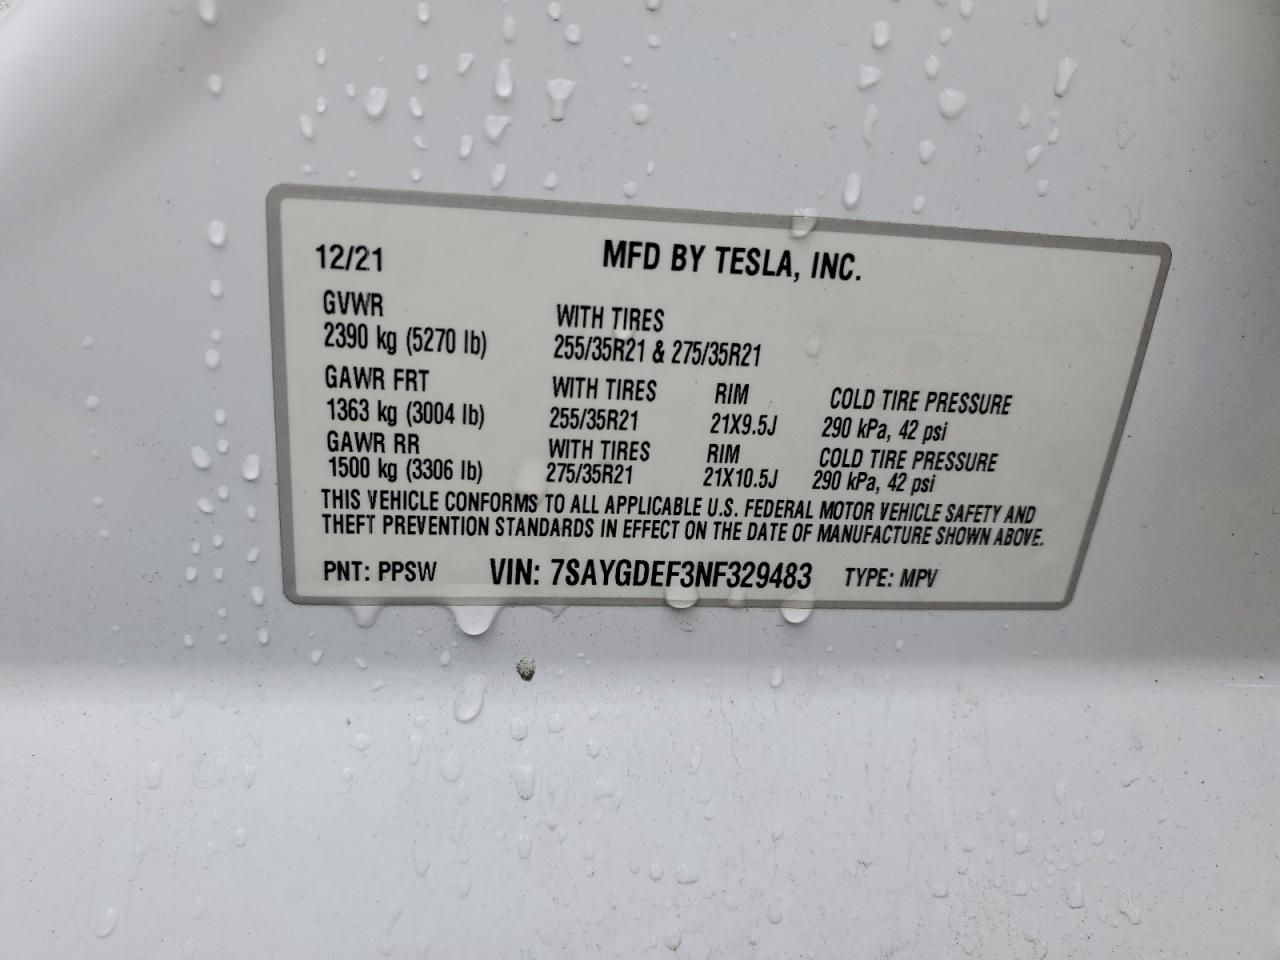 12/21 MFD BY TESLA, INC.
GVWR WITH TIRES
2390 kg (5270 lb) 255/35R21 & 275/35R21
GAWR FRT WITH TIRES RIM COLD TIRE PRESSURE
1363 kg (3004 lb) 255/35R21 21X9.5J 290 kPa, 42 psi
GAWR RR WITH TIRES RIM COLD TIRE PRESSURE
1500 kg (3306 lb) 275/35R21 21X10.5J 290 kPa, 42 psi
THIS VEHICLE CONFORMS TO ALL APPLICABLE U.S. FEDERAL MOTOR VEHICLE SAFETY AND
THEFT PREVENTION STANDARDS IN EFFECT ON THE DATE OF MANUFACTURE SHOWN ABOVE.
PNT: PPSW VIN: 7SAYGDEF3NF329483 TYPE: MPV